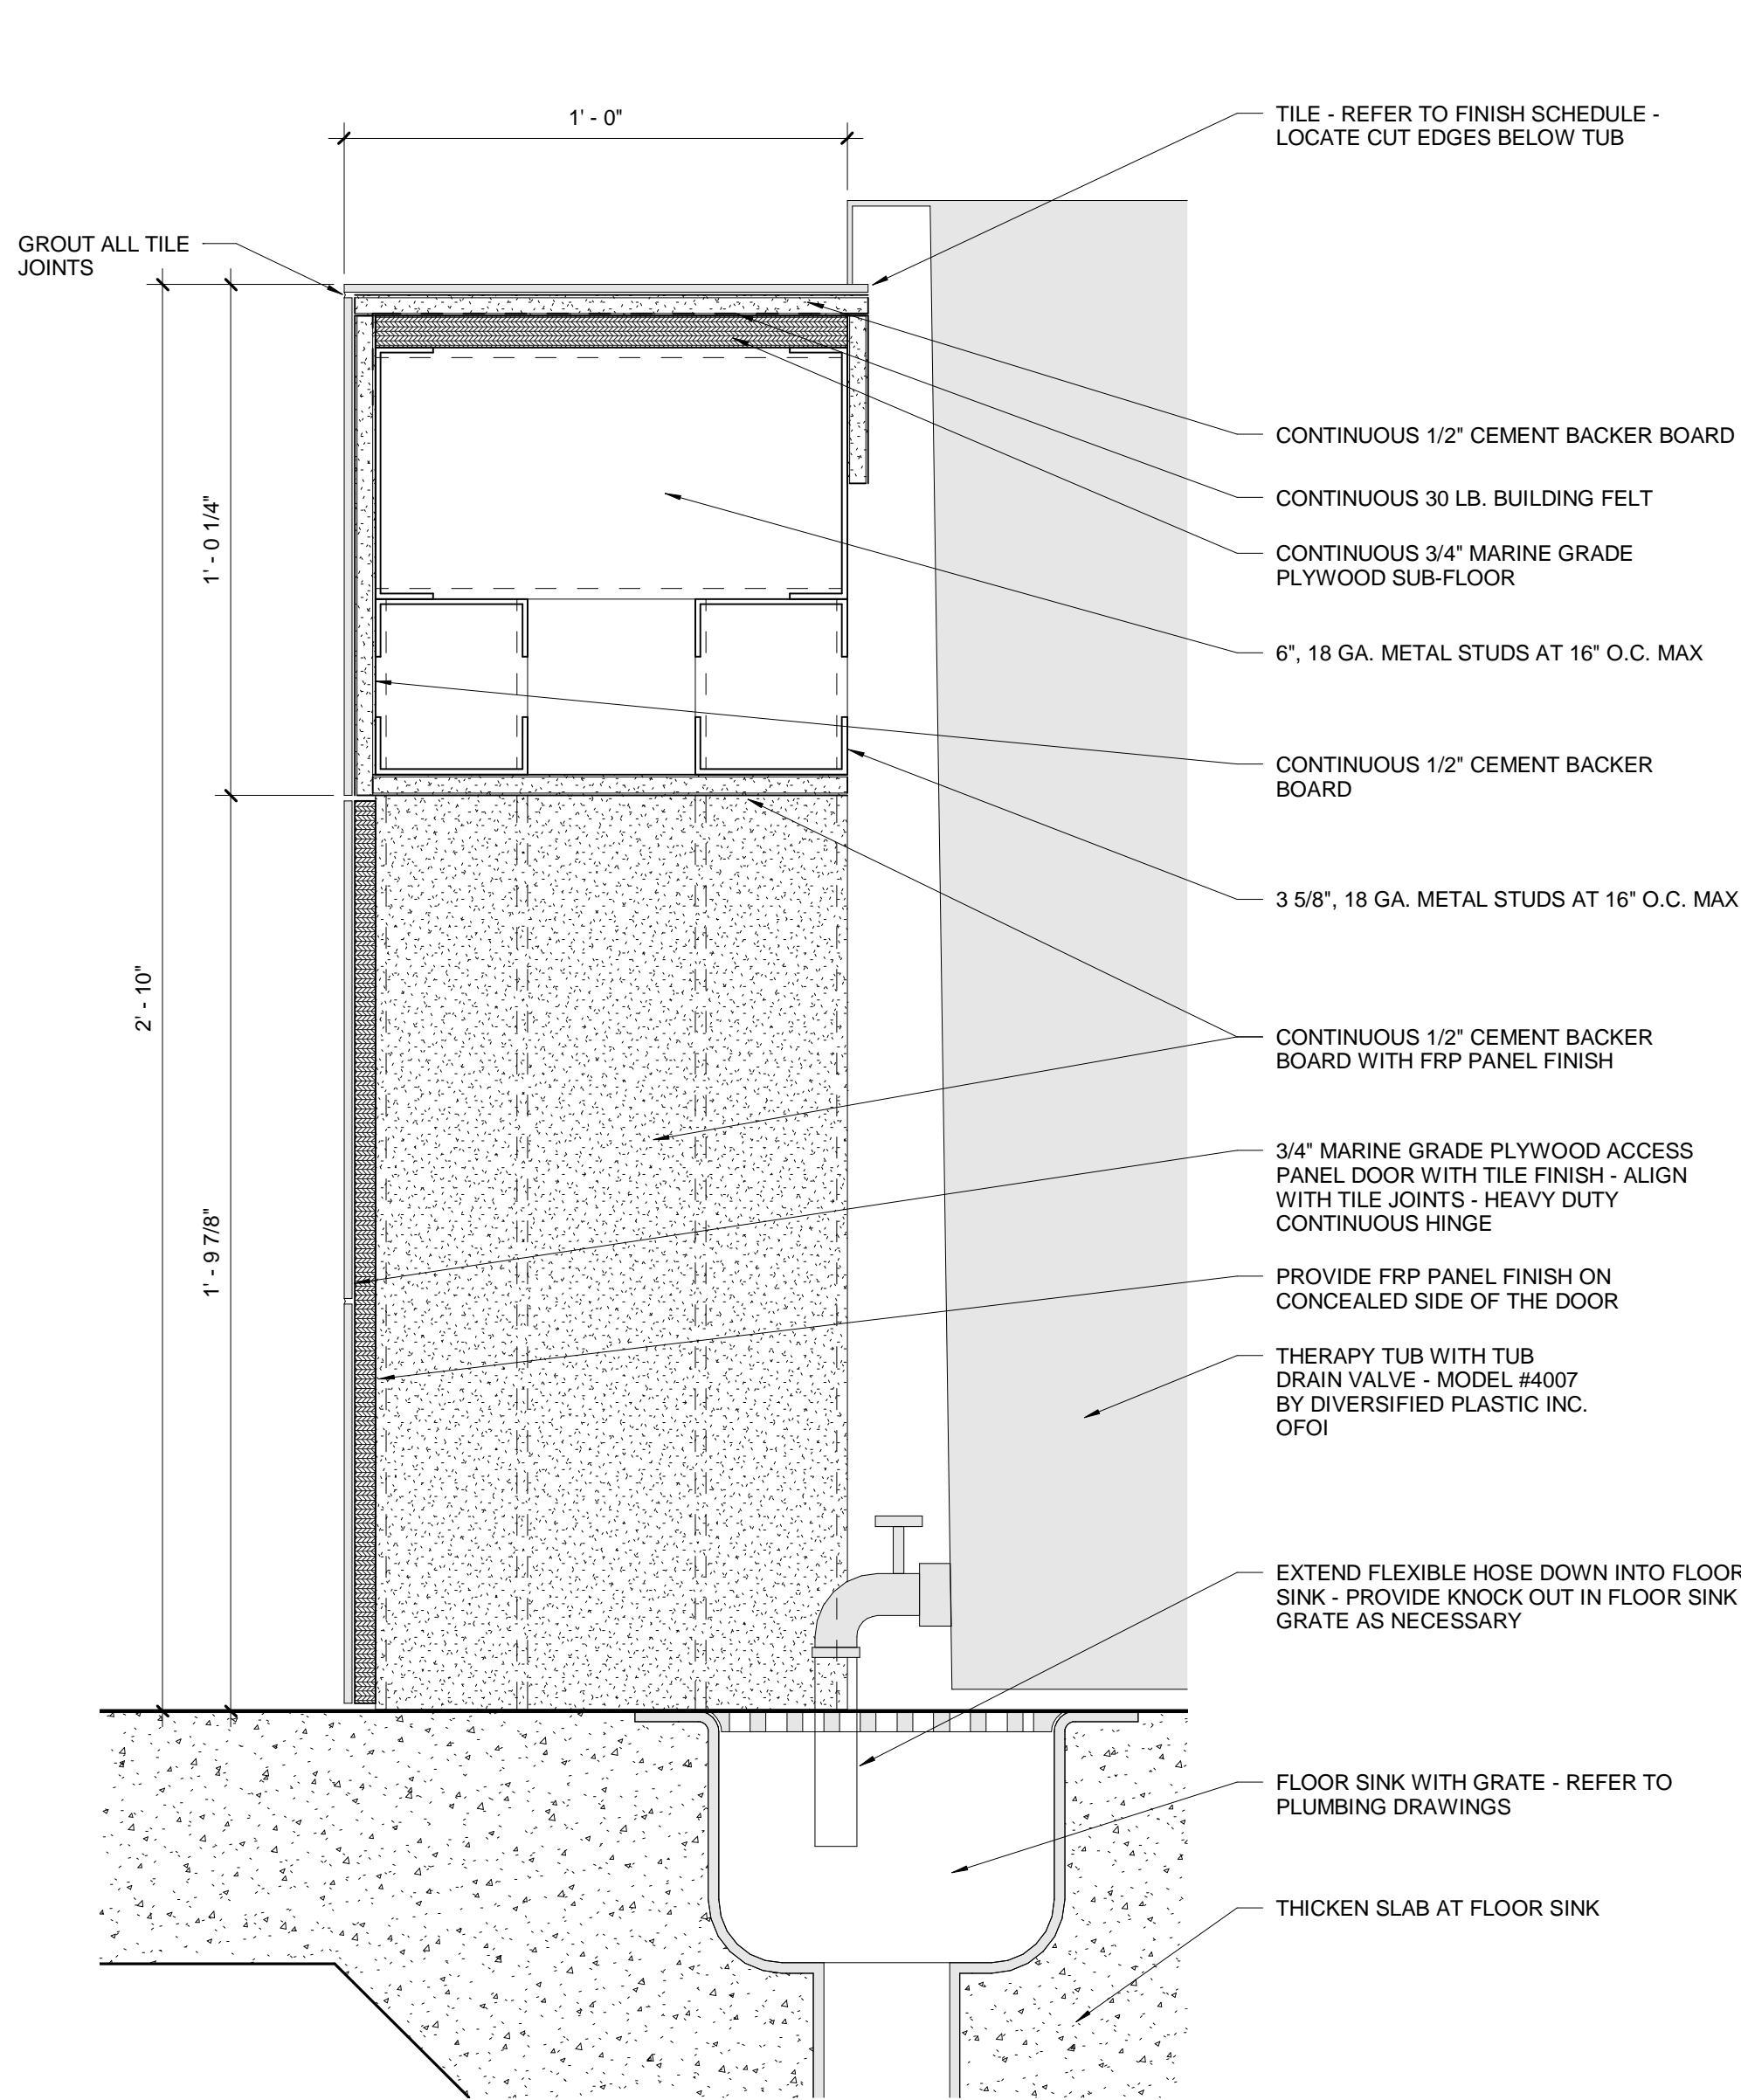 1' - 0"
TILE - REFER TO FINISH SCHEDULE -
LOCATE CUT EDGES BELOW TUB
GROUT ALL TILE
JOINTS
CONTINUOUS 1/2" CEMENT BACKER BOARD
CONTINUOUS 30 LB. BUILDING FELT
1' - 0 1/4"
CONTINUOUS 3/4" MARINE GRADE
PLYWOOD SUB-FLOOR
6", 18 GA. METAL STUDS AT 16" O.C. MAX
CONTINUOUS 1/2" CEMENT BACKER
BOARD
3 5/8", 18 GA. METAL STUDS AT 16" O.C. MAX
2' - 10"
CONTINUOUS 1/2" CEMENT BACKER
BOARD WITH FRP PANEL FINISH
3/4" MARINE GRADE PLYWOOD ACCESS
PANEL DOOR WITH TILE FINISH - ALIGN
WITH TILE JOINTS - HEAVY DUTY
CONTINUOUS HINGE
1' - 9 7/8"
PROVIDE FRP PANEL FINISH ON
CONCEALED SIDE OF THE DOOR
THERAPY TUB WITH TUB
DRAIN VALVE - MODEL #4007
BY DIVERSIFIED PLASTIC INC.
OFOI
EXTEND FLEXIBLE HOSE DOWN INTO FLOOR
SINK - PROVIDE KNOCK OUT IN FLOOR SINK
GRATE AS NECESSARY
FLOOR SINK WITH GRATE - REFER TO
PLUMBING DRAWINGS
THICKEN SLAB AT FLOOR SINK